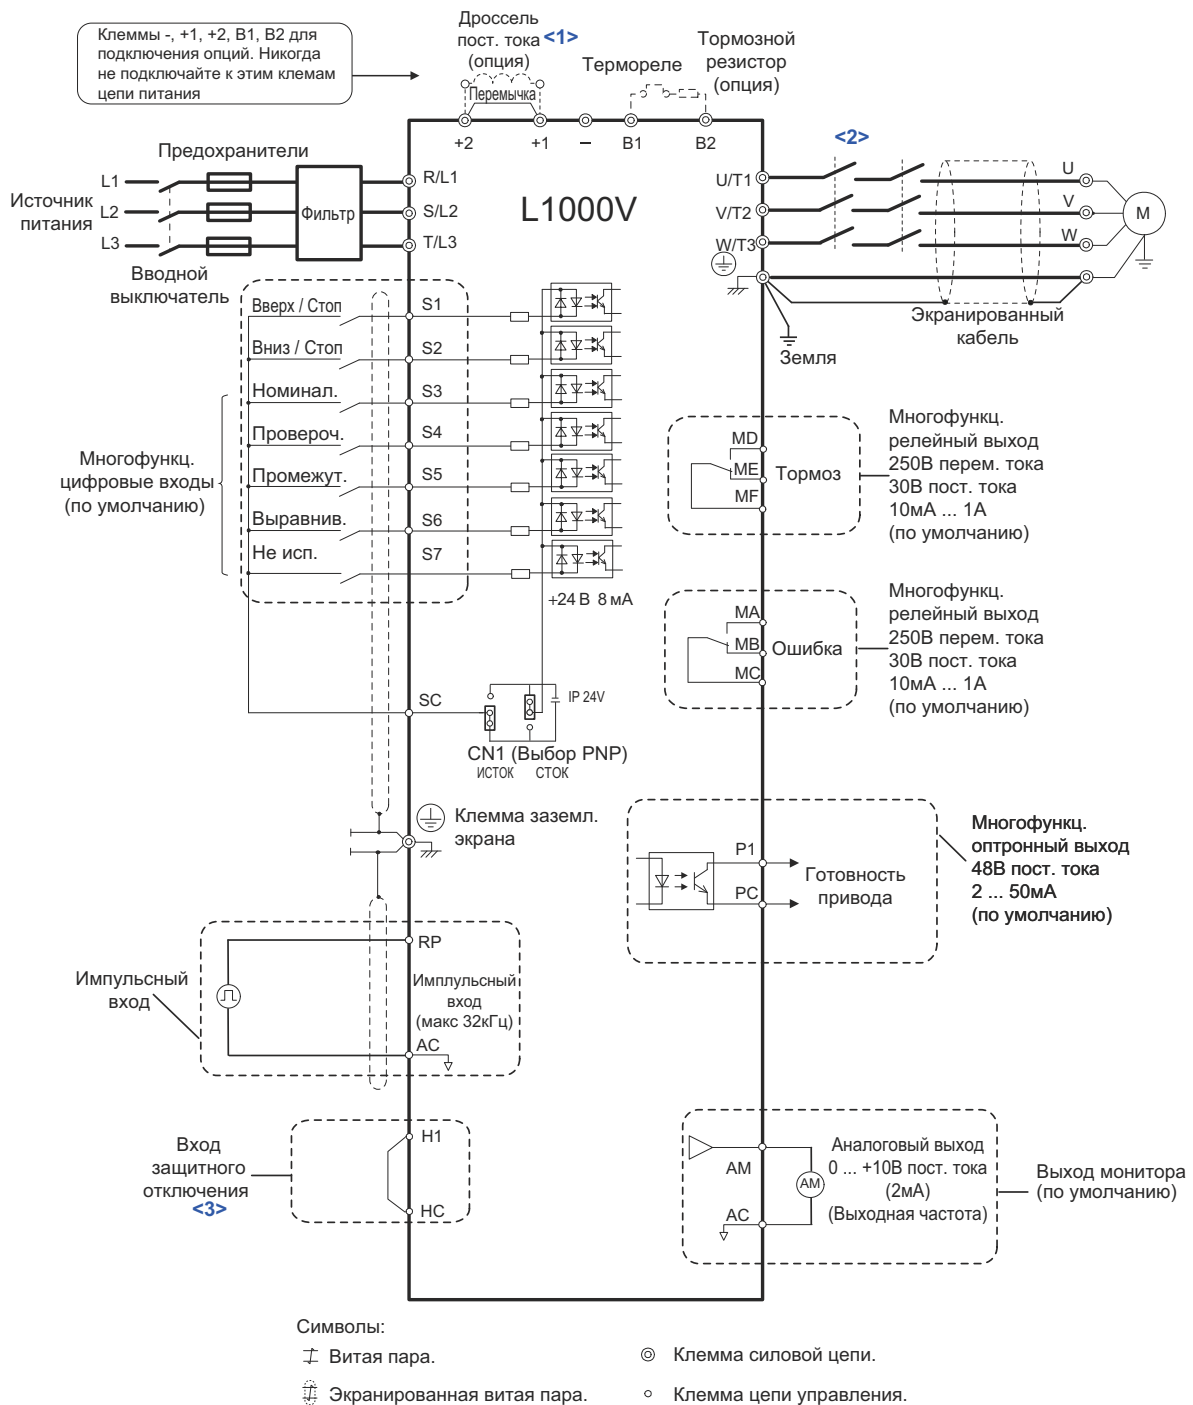 Клеммы -, +1, +2, B1, B2 для
подключения опций. Никогда
не подключайте к этим клемам
цепи питания
Дроссель
пост. тока <1>
(опция)
Перемычка
Термореле
Тормозной
резистор
(опция)
+2
+1
–
B1
B2
<2>
Предохранители
Источник
питания
L1
L2
L3
Фильтр
Вводной
выключатель
R/L1
S/L2
T/L3
L1000V
U/T1
V/T2
W/T3
U
V
W
M
Экранированный
кабель
Земля
Вверх / Стоп
S1
Вниз / Стоп
S2
Номинал.
S3
Провероч.
S4
Промежут.
S5
Выравнив.
S6
Не исп.
S7
Многофункц.
цифровые входы
(по умолчанию)
+24 В 8 мА
SC
IP 24V
CN1 (Выбор PNP)
ИСТОК
СТОК
MD
ME
MF
Тормоз
Многофункц.
релейный выход
250В перем. тока
30В пост. тока
10мА ... 1А
(по умолчанию)
MA
MB
MC
Ошибка
Многофункц.
релейный выход
250В перем. тока
30В пост. тока
10мА ... 1А
(по умолчанию)
Клемма заземл.
экрана
P1
PC
Готовность
привода
Многофункц.
оптронный выход
48В пост. тока
2 ... 50мА
(по умолчанию)
Импульсный
вход
RP
Имплульсный
вход
(макс 32кГц)
AC
Вход
защитного
отключения
<3>
H1
HC
AM
AC
AM
Аналоговый выход
0 ... +10В пост. тока
(2мА)
(Выходная частота)
Выход монитора
(по умолчанию)
Символы:
Витая пара.
Клемма силовой цепи.
Экранированная витая пара.
Клемма цепи управления.